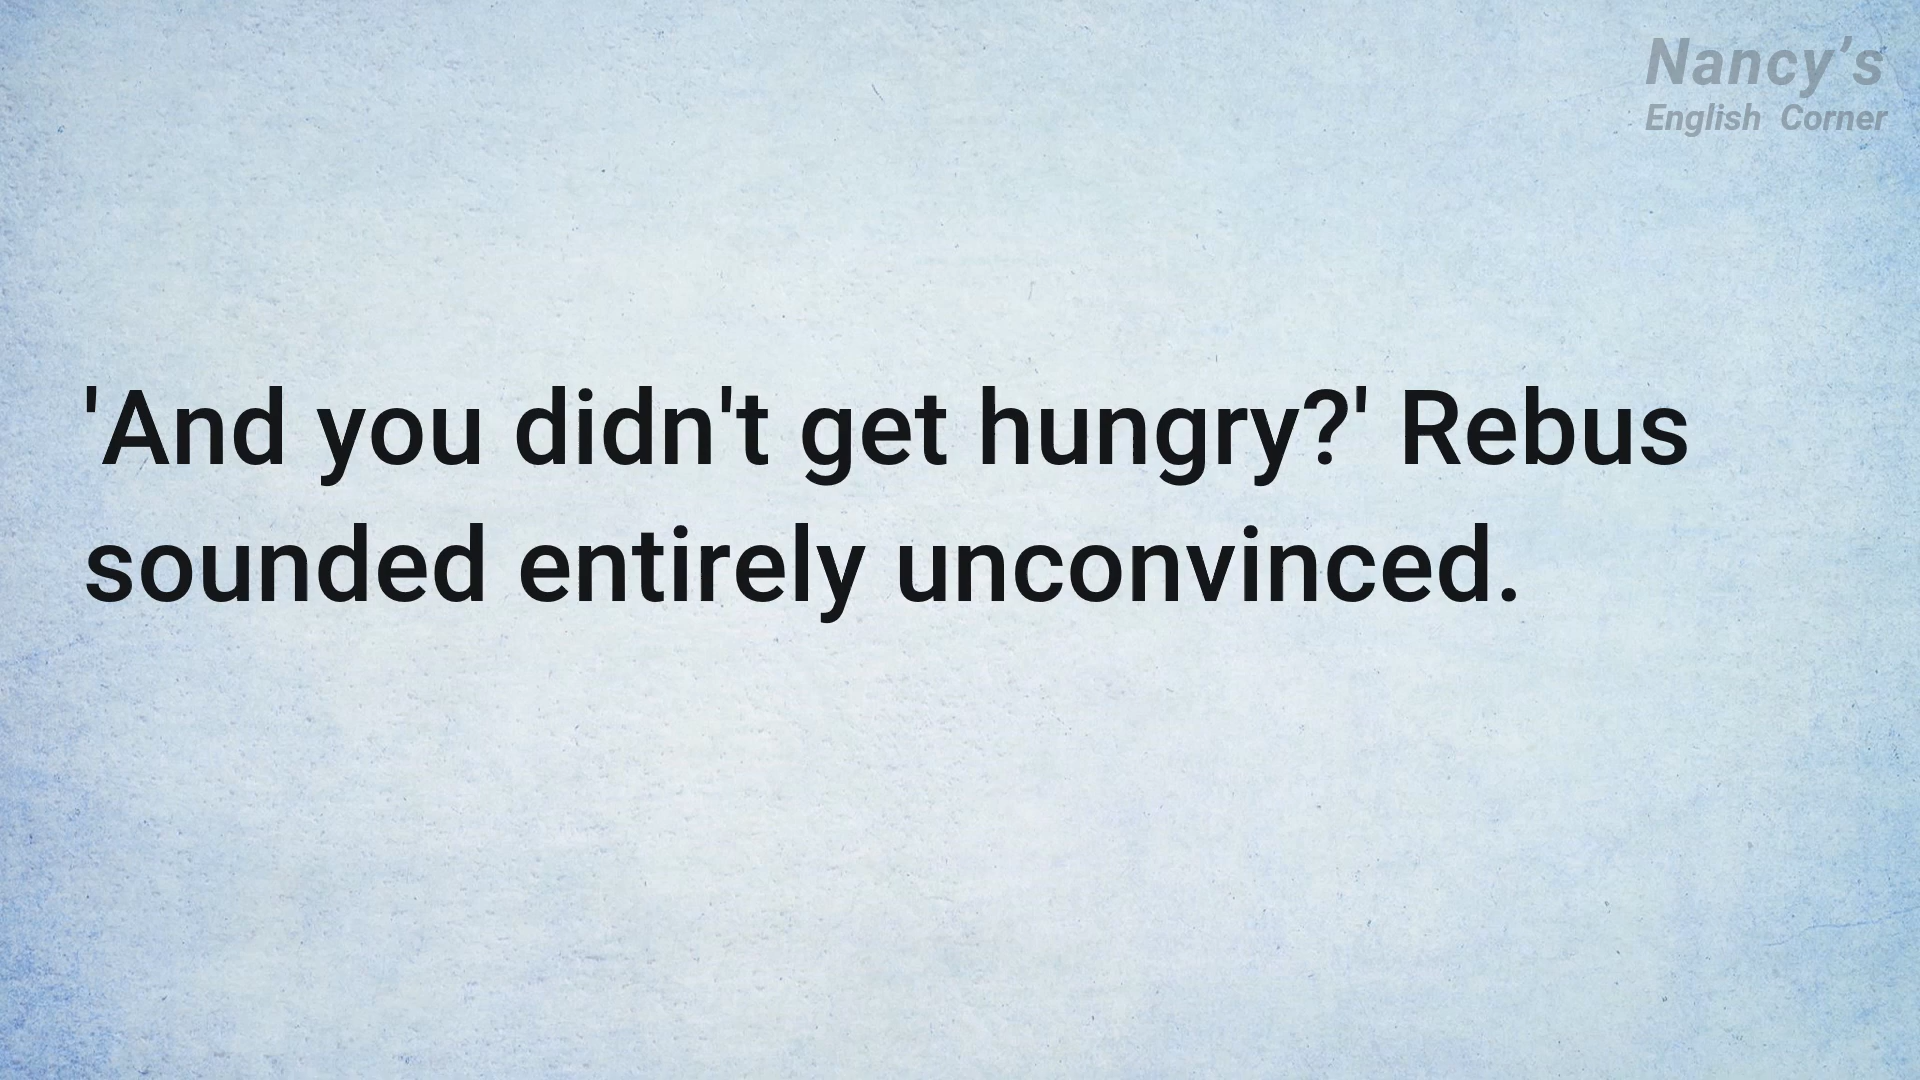 Nancy’s
English Corner
'And you didn't get hungry?' Rebus
sounded entirely unconvinced.